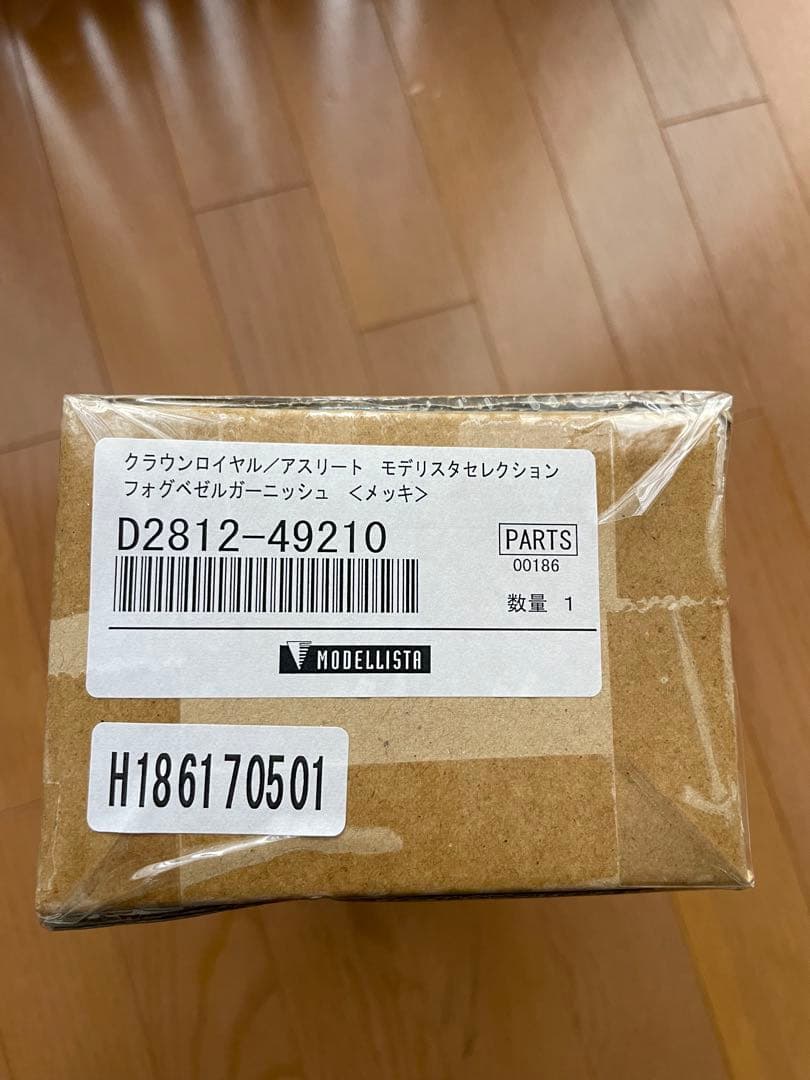 クラウンロイヤル／アスリート　モデリスタセレクション
フォグベゼルガーニッシュ　＜メッキ＞
D2812-49210
PARTS
00186
数量 1
MODELLISTA
H186170501